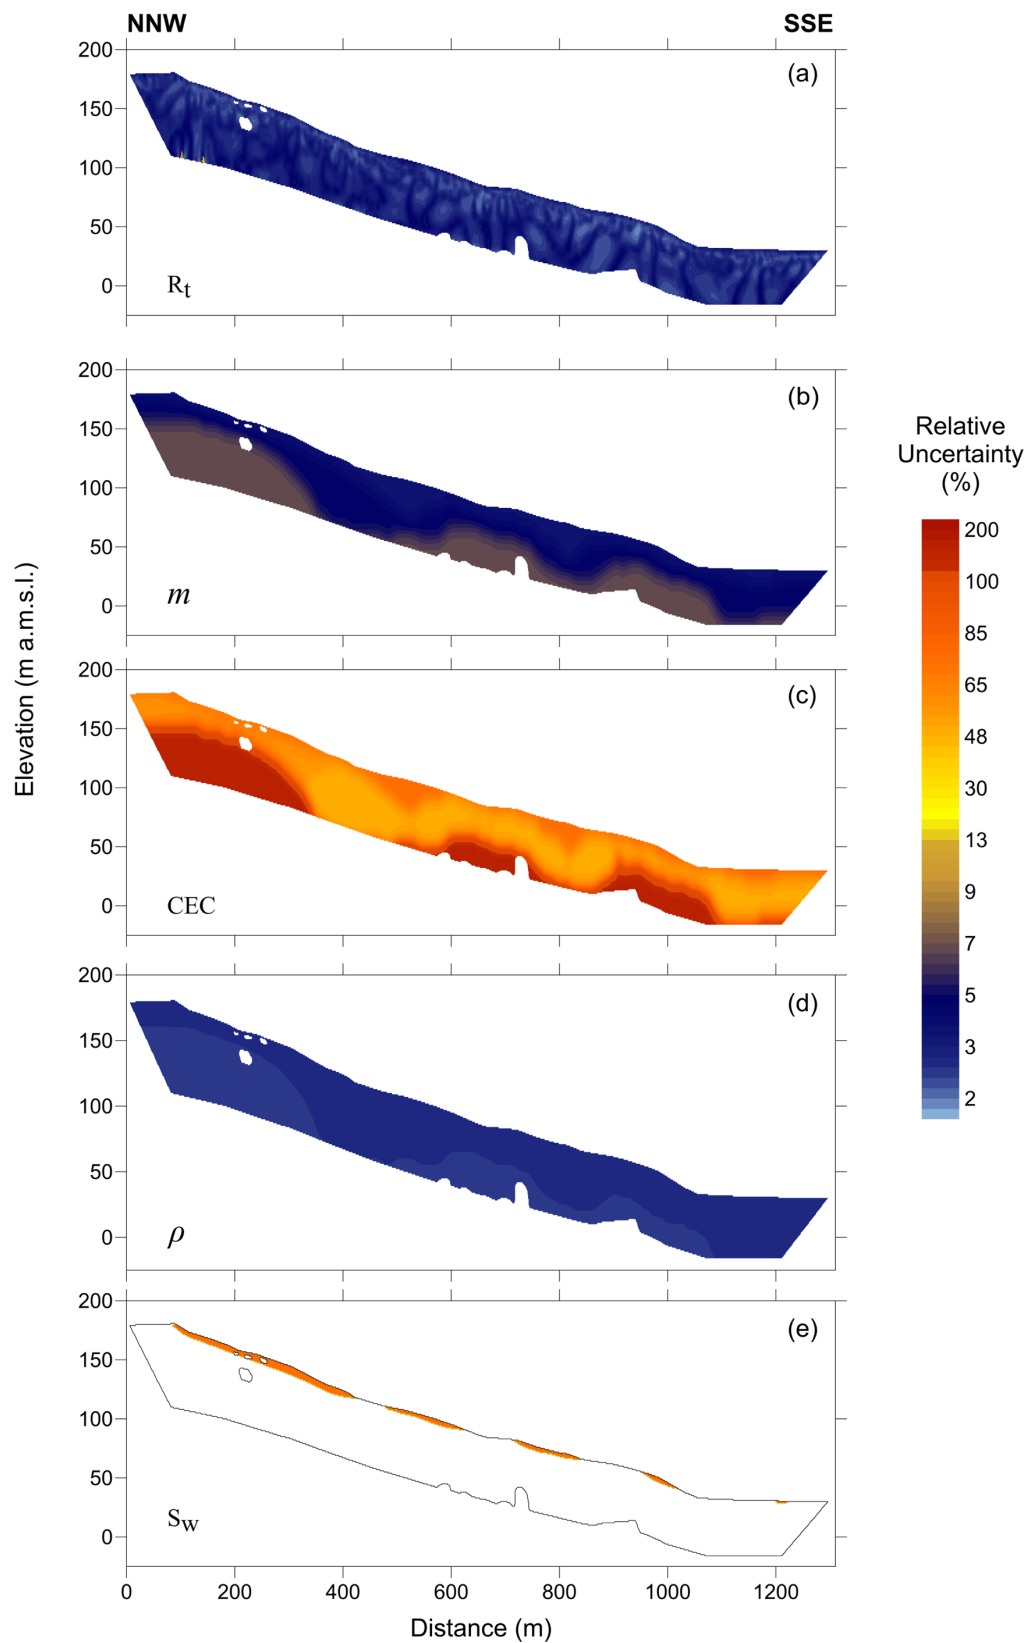 NNW SSE
200
(a)
150
100
50
0
Rt
200
(b)
150
100
50
0
m
200
(c)
150
100
50
0
CEC
200
(d)
150
100
50
0
ρ
200
(e)
150
100
50
0
Sw
0 200 400 600 800 1000 1200
Distance (m)
Elevation (m a.m.s.l.)
Relative
Uncertainty
(%)
200
100
85
65
48
30
13
9
7
5
3
2